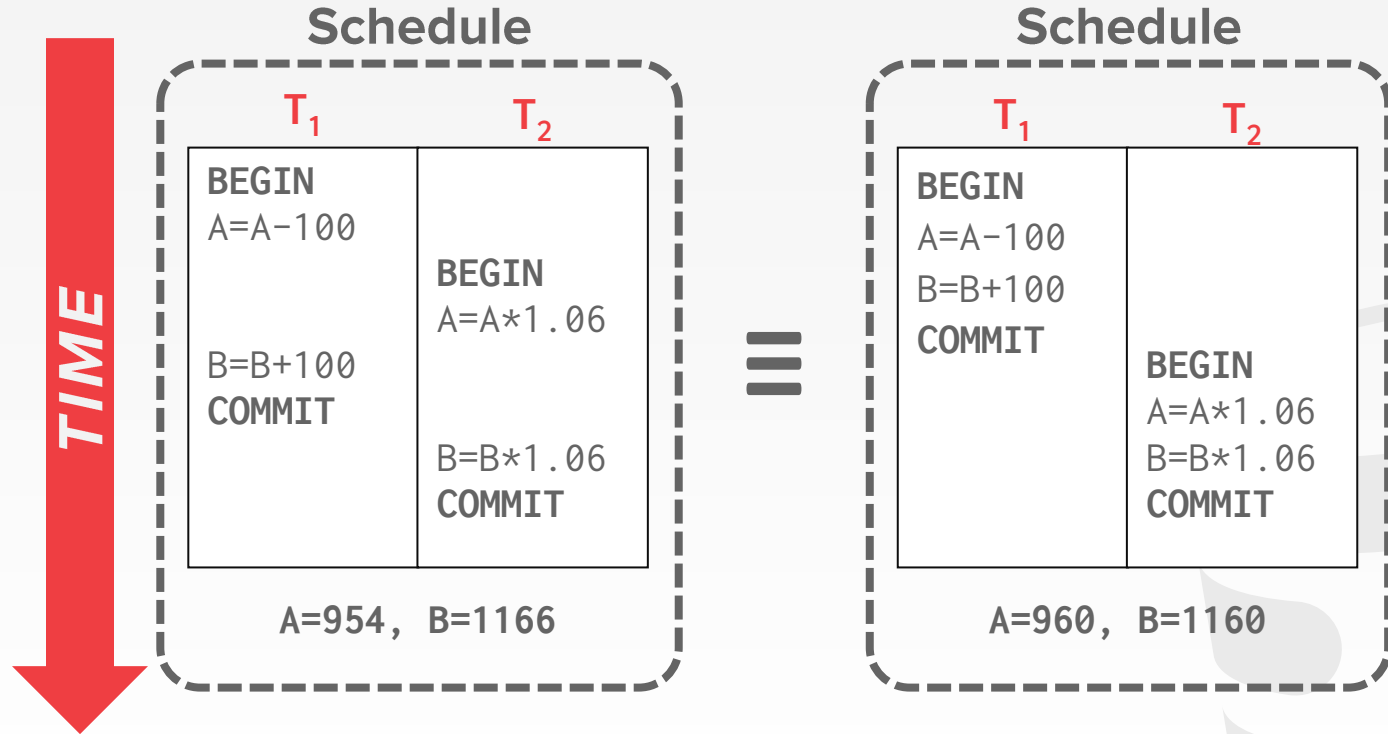 Schedule
T1 T2
BEGIN
A=A-100
BEGIN
A=A*1.06
B=B+100
COMMIT
B=B*1.06
COMMIT
A=954, B=1166
TIME
≡
Schedule
T1 T2
BEGIN
A=A-100
B=B+100
COMMIT
BEGIN
A=A*1.06
B=B*1.06
COMMIT
A=960, B=1160